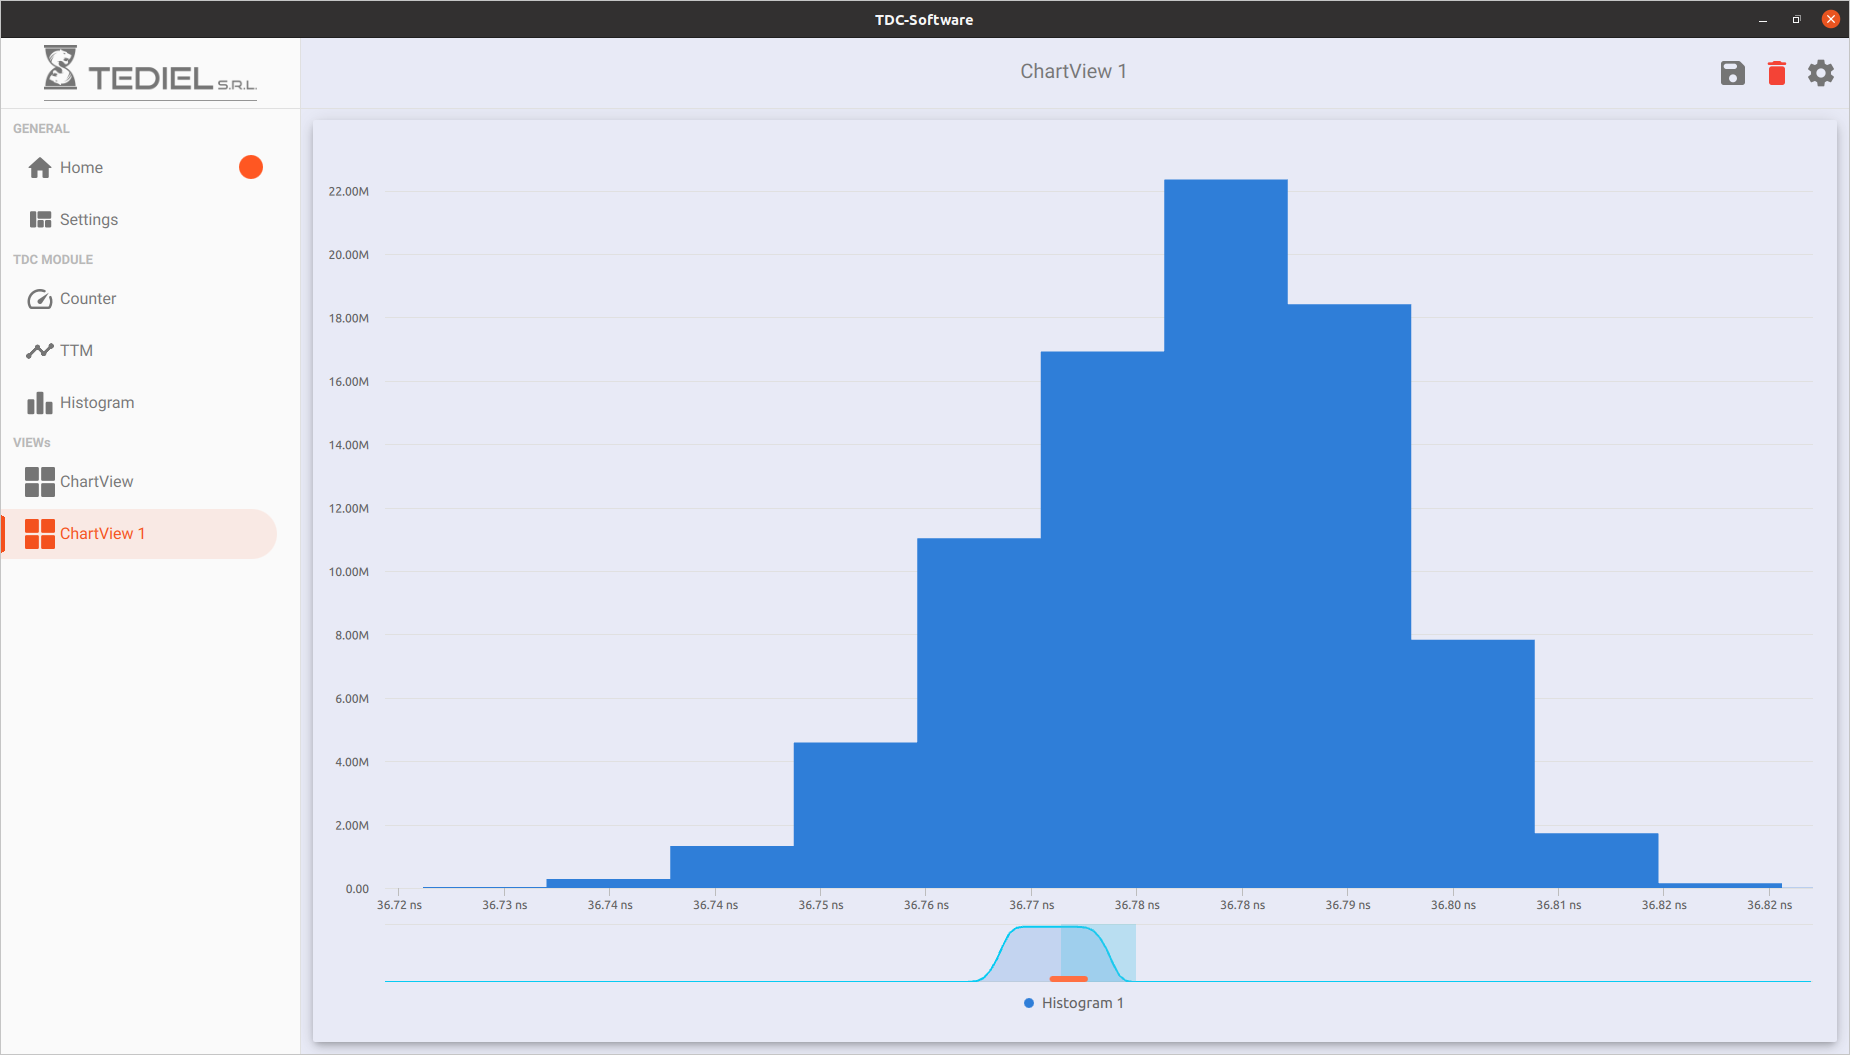 TDC-Software
TEDIEL S.R.L.
ChartView 1
GENERAL
Home
Settings
TDC MODULE
Counter
TTM
Histogram
VIEWs
ChartView
ChartView 1
22.00M
20.00M
18.00M
16.00M
14.00M
12.00M
10.00M
8.00M
6.00M
4.00M
2.00M
0.00
36.72 ns 36.73 ns 36.74 ns 36.74 ns 36.75 ns 36.76 ns 36.77 ns 36.78 ns 36.78 ns 36.79 ns 36.80 ns 36.81 ns 36.82 ns 36.82 ns
Histogram 1